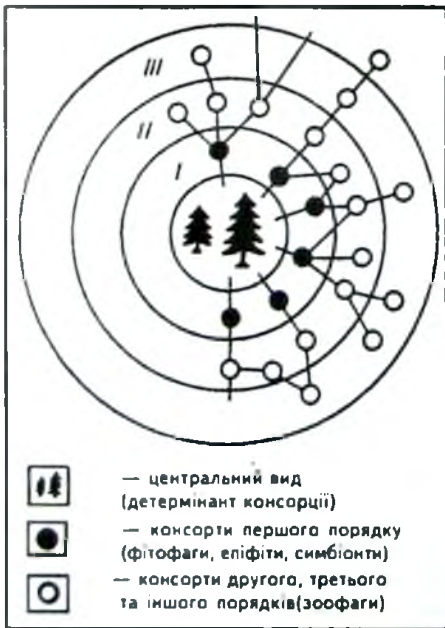 III
II
I
— центральний вид
(детермінант консорції)
— консорти першого порядку
(фітофаги, епіфіти, симбіонти)
— консорти другого, третього
та іншого порядків(зоофаги)